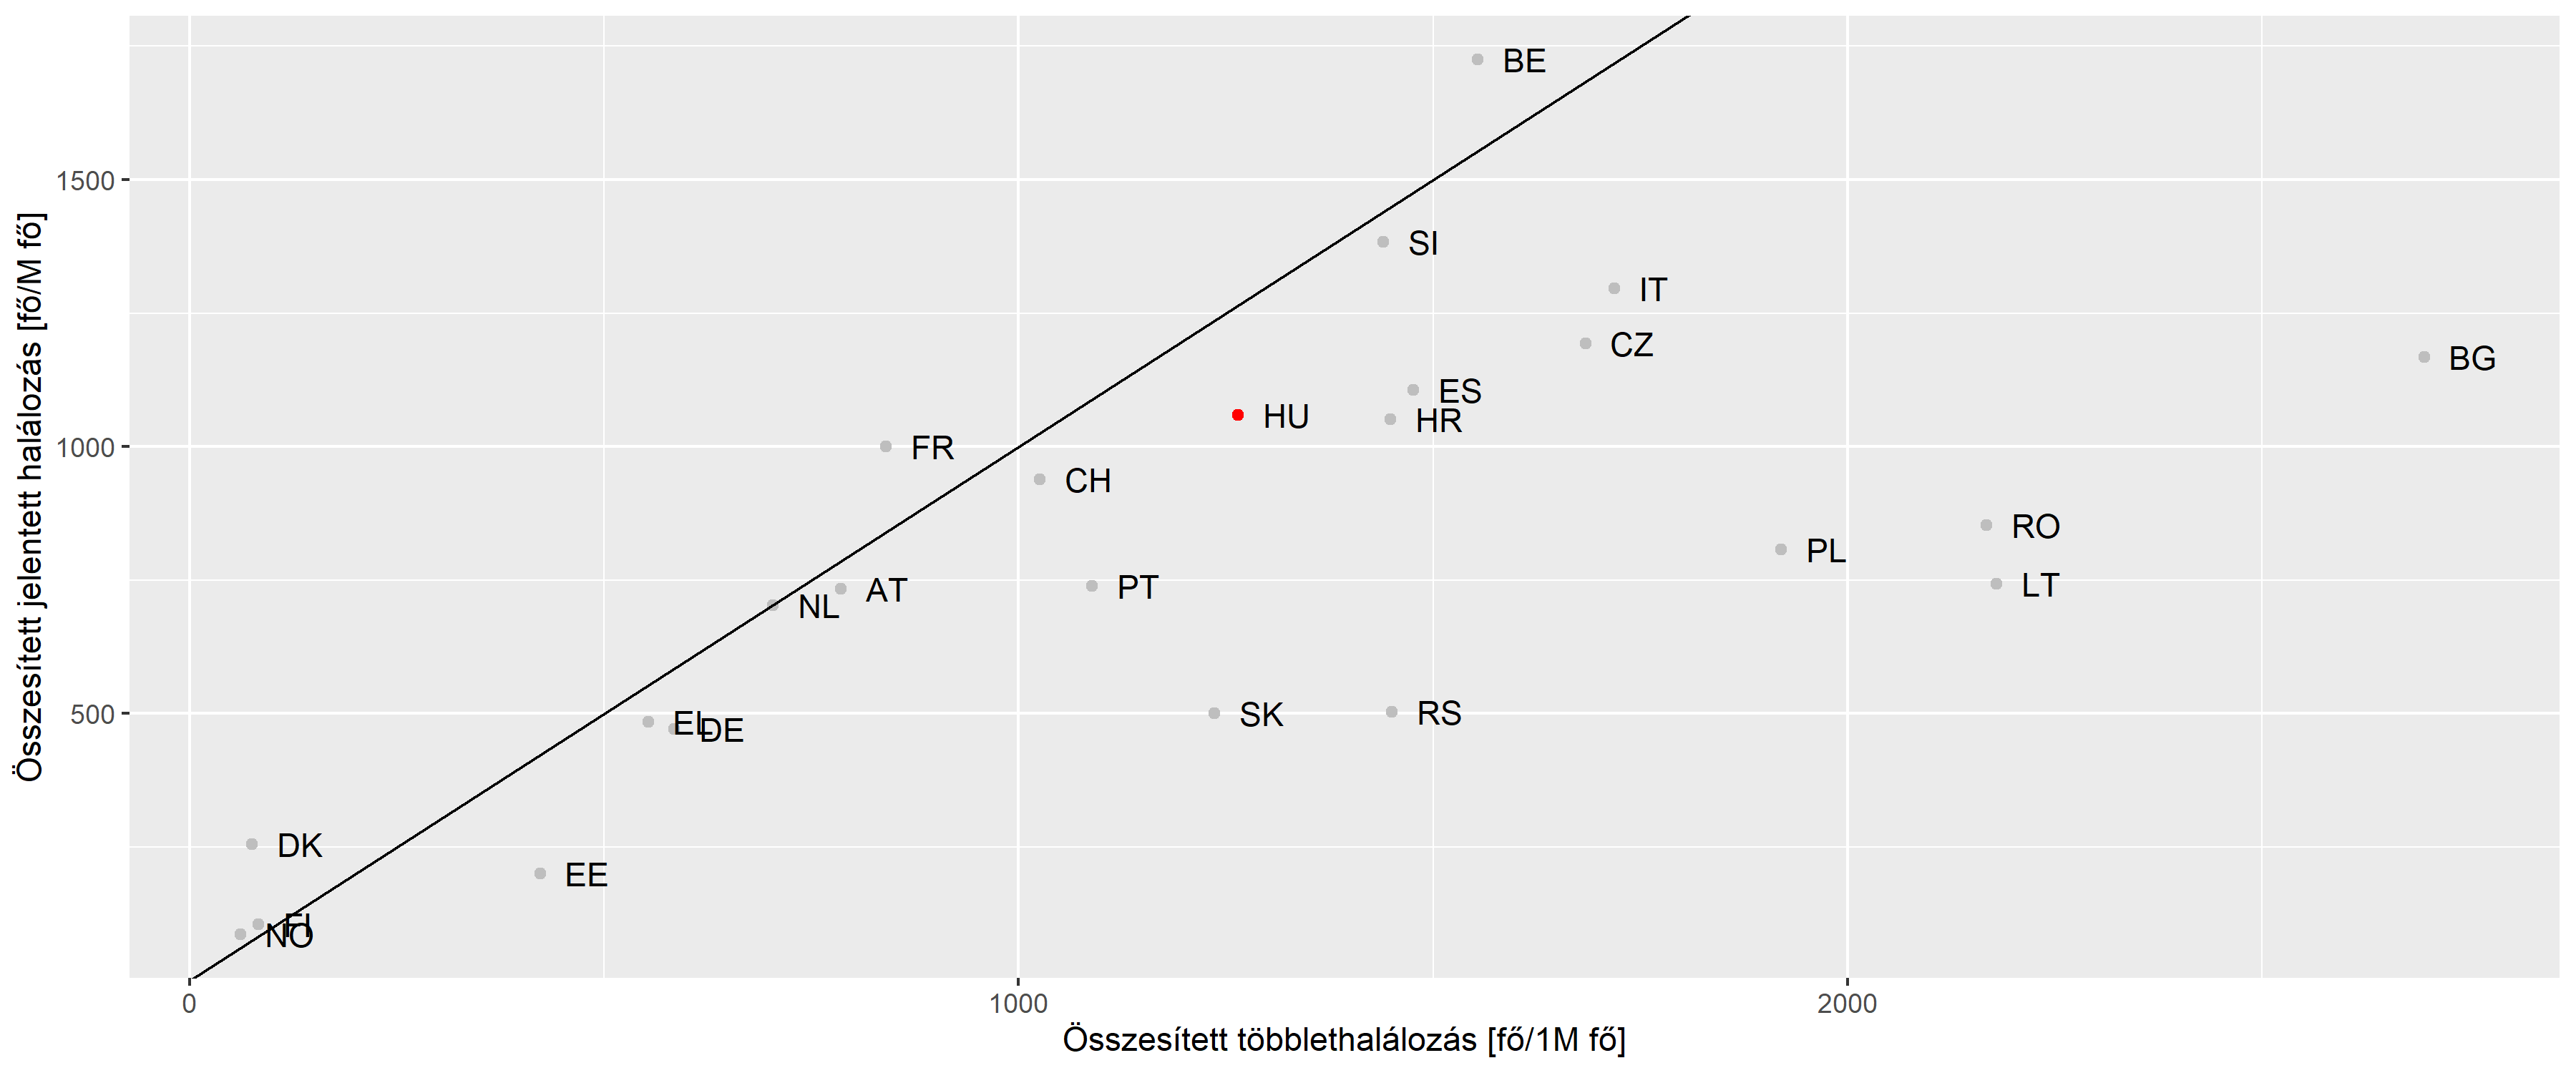 Összesített jelentett halálozás [fő/M fő]
1500
1000
500
BE
SI
IT
CZ
BG
ES
HU
HR
FR
CH
RO
PL
PT
LT
AT
NL
SK
RS
EL
DE
DK
EE
FI
NO
0
1000
2000
Összesített többlethalálozás [fő/1M fő]